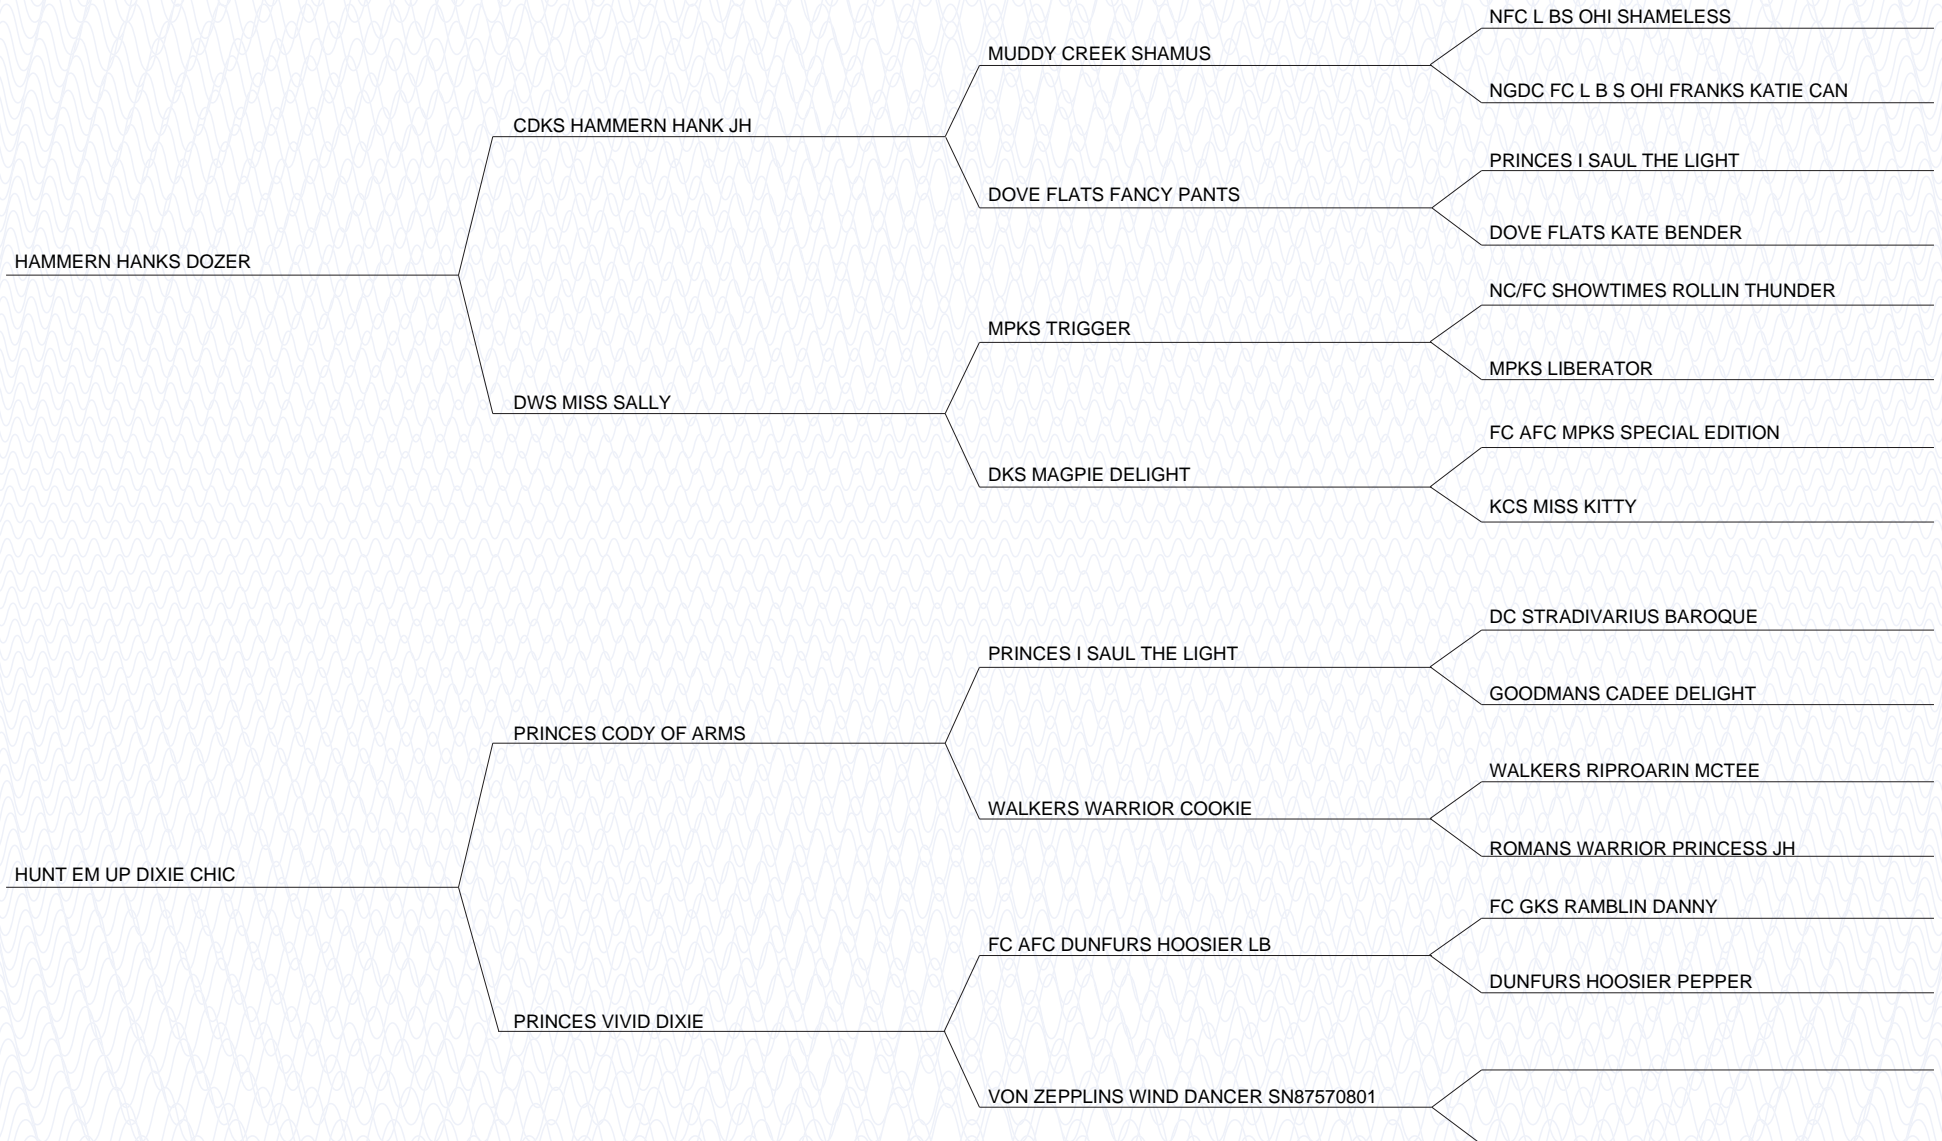 NFC L BS OHI SHAMELESS
MUDDY CREEK SHAMUS
NGDC FC L B S OHI FRANKS KATIE CAN
CDKS HAMMERN HANK JH
PRINCES I SAUL THE LIGHT
DOVE FLATS FANCY PANTS
DOVE FLATS KATE BENDER
HAMMERN HANKS DOZER
NC/FC SHOWTIMES ROLLIN THUNDER
MPKS TRIGGER
MPKS LIBERATOR
DWS MISS SALLY
FC AFC MPKS SPECIAL EDITION
DKS MAGPIE DELIGHT
KCS MISS KITTY
DC STRADIVARIUS BAROQUE
PRINCES I SAUL THE LIGHT
GOODMANS CADEE DELIGHT
PRINCES CODY OF ARMS
WALKERS RIPROARIN MCTEE
WALKERS WARRIOR COOKIE
ROMANS WARRIOR PRINCESS JH
HUNT EM UP DIXIE CHIC
FC GKS RAMBLIN DANNY
FC AFC DUNFURS HOOSIER LB
DUNFURS HOOSIER PEPPER
PRINCES VIVID DIXIE
VON ZEPPLINS WIND DANCER SN87570801